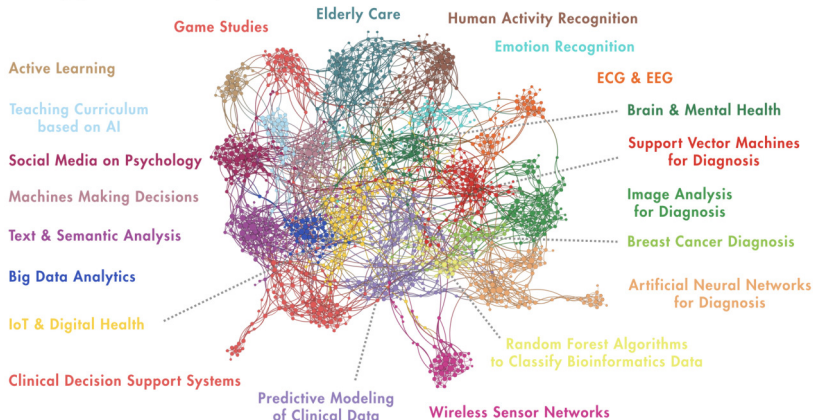 Elderly Care
Human Activity Recognition
Game Studies
Emotion Recognition
Active Learning
ECG & EEG
Teaching Curriculum
based on AI
Brain & Mental Health
Social Media on Psychology
Support Vector Machines
for Diagnosis
Machines Making Decisions
Image Analysis
for Diagnosis
Text & Semantic Analysis
Breast Cancer Diagnosis
Big Data Analytics
Artificial Neural Networks
for Diagnosis
IoT & Digital Health
Random Forest Algorithms
to Classify Bioinformatics Data
Clinical Decision Support Systems
Predictive Modeling
of Clinical Data
Wireless Sensor Networks